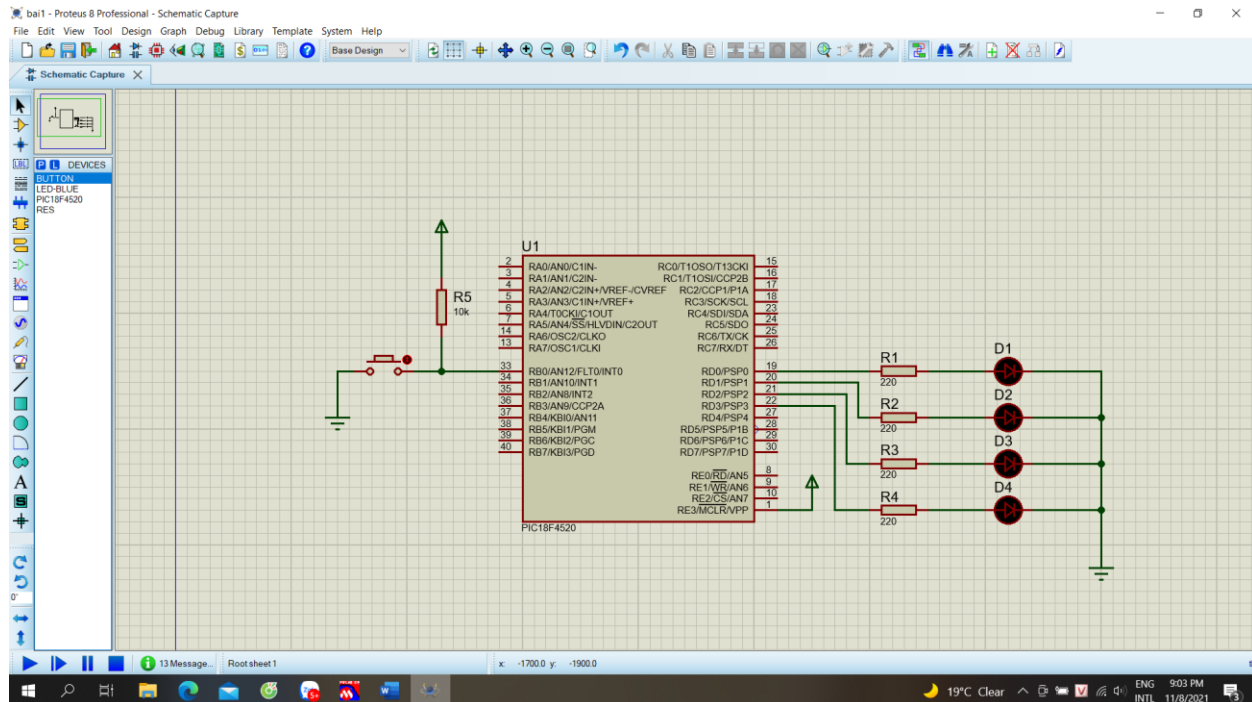 bai1 - Proteus 8 Professional - Schematic Capture
File Edit View Tool Design Graph Debug Library Template System Help
Base Design
Schematic Capture
P L DEVICES
BUTTON
LED-BLUE
PIC18F4520
RES
LBL
A
S
0°
U1
2 RA0/AN0/C1IN- RC0/T1OSO/T13CKI 15
3 RA1/AN1/C2IN- RC1/T1OSI/CCP2B 16
4 RA2/AN2/C2IN+/VREF-/CVREF RC2/CCP1/P1A 17
5 RA3/AN3/C1IN+/VREF+ RC3/SCK/SCL 18
6 RA4/T0CKI/C1OUT RC4/SDI/SDA 23
7 RA5/AN4/SS/HLVDIN/C2OUT RC5/SDO 24
14 RA6/OSC2/CLKO RC6/TX/CK 25
13 RA7/OSC1/CLKI RC7/RX/DT 26
33 RB0/AN12/FLT0/INT0 RD0/PSP0 19
34 RB1/AN10/INT1 RD1/PSP1 20
35 RB2/AN8/INT2 RD2/PSP2 21
36 RB3/AN9/CCP2A RD3/PSP3 22
37 RB4/KBI0/AN11 RD4/PSP4 27
38 RB5/KBI1/PGM RD5/PSP5/P1B 28
39 RB6/KBI2/PGC RD6/PSP6/P1C 29
40 RB7/KBI3/PGD RD7/PSP7/P1D 30
RE0/RD/AN5 8
RE1/WR/AN6 9
RE2/CS/AN7 10
RE3/MCLR/VPP 1
PIC18F4520
R5
10k
R1
220
D1
R2
220
D2
R3
220
D3
R4
220
D4
13 Message... Root sheet 1 x: -1700.0 y: -1900.0
19°C Clear ENG 9:03 PM
INTL 11/8/2021